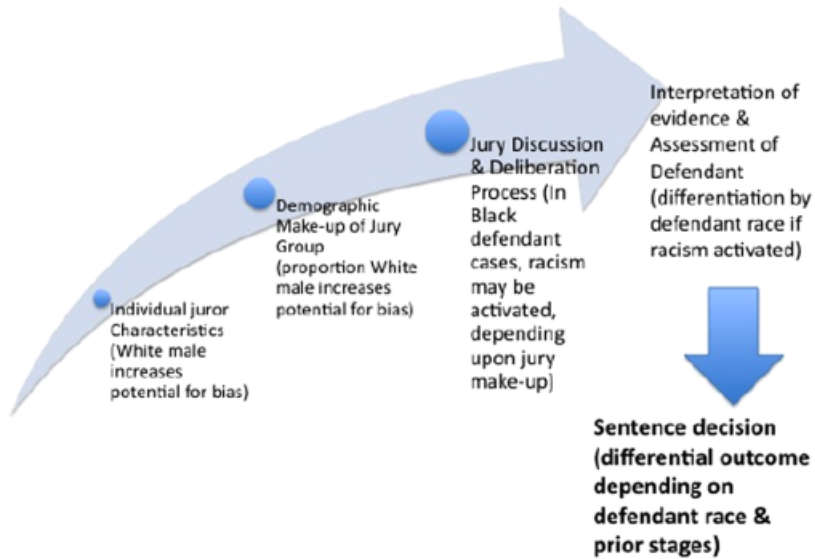 Individual juror
Characteristics
(White male
increases
potential for bias)
Demographic
Make-up of Jury
Group
(proportion White
male increases
potential for bias)
Jury Discussion
& Deliberation
Process (In
Black
defendant
cases, racism
may be
activated,
depending
upon jury
make-up)
Interpretation of
evidence &
Assessment of
Defendant
(differentiation by
defendant race if
racism activated)
Sentence decision
(differential outcome
depending on
defendant race &
prior stages)